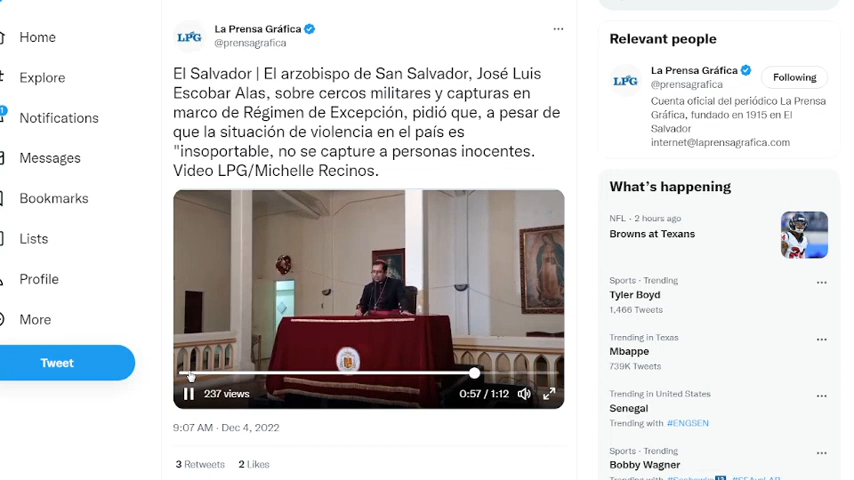 Home
Explore
Notifications
Messages
Bookmarks
Lists
Profile
More
Tweet
LPG
La Prensa Gráfica
@prensagrafica
El Salvador | El arzobispo de San Salvador, José Luis
Escobar Alas, sobre cercos militares y capturas en
marco de Régimen de Excepción, pidió que, a pesar de
que la situación de violencia en el país es
"insoportable, no se capture a personas inocentes.
Video LPG/Michelle Recinos.
237 views
0:57 / 1:12
9:07 AM · Dec 4, 2022
3 Retweets 2 Likes
Relevant people
LPG
La Prensa Gráfica
@prensagrafica
Following
Cuenta oficial del periódico La Prensa
Gráfica, fundado en 1915 en El
Salvador
internet@laprensagrafica.com
What's happening
NFL · 2 hours ago
Browns at Texans
Sports · Trending
Tyler Boyd
1,466 Tweets
Trending in Texas
Mbappe
739K Tweets
Trending in United States
Senegal
Trending with #ENGSEN
Sports · Trending
Bobby Wagner